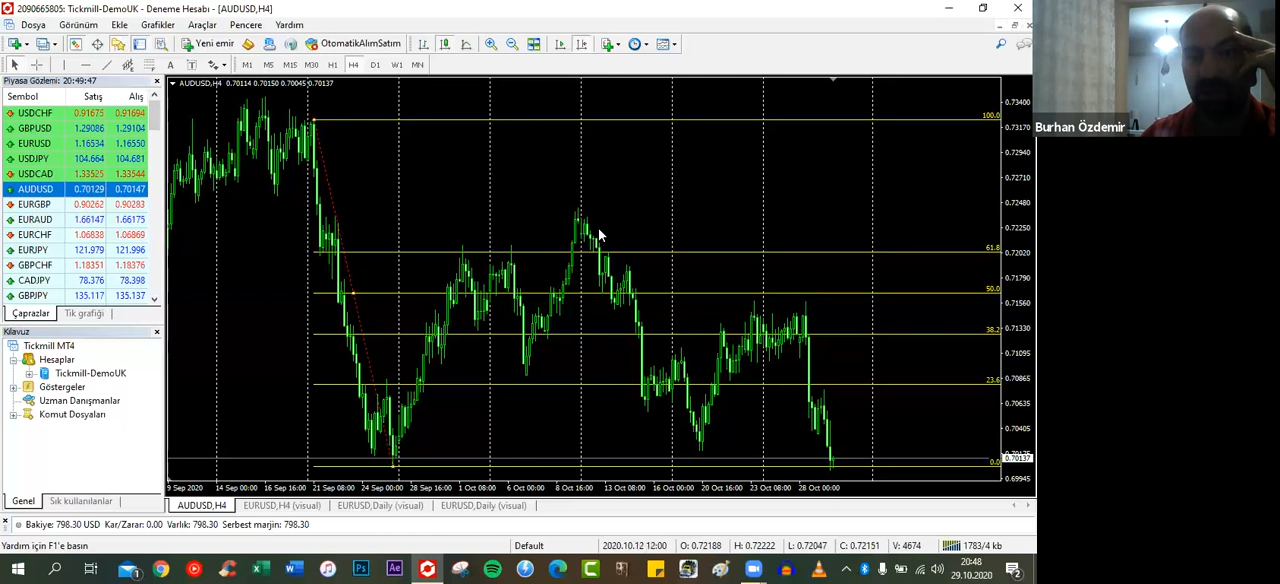 2090665805: Tickmill-DemoUK - Deneme Hesabı - [AUDUSD,H4]
Dosya Görünüm Ekle Grafikler Araçlar Pencere Yardım
Yeni emir OtomatikAlımSatım
A T M1 M5 M15 M30 H1 H4 D1 W1 MN
Burhan Özdemir
Piyasa Gözlemi: 20:49:47
Sembol Satış Alış
USDCHF 0.91675 0.91694
GBPUSD 1.29086 1.29104
EURUSD 1.16534 1.16550
USDJPY 104.664 104.681
USDCAD 1.33525 1.33544
AUDUSD 0.70129 0.70147
EURGBP 0.90262 0.90283
EURAUD 1.66147 1.66175
EURCHF 1.06838 1.06869
EURJPY 121.979 121.996
GBPCHF 1.18351 1.18376
CADJPY 78.376 78.398
GBPJPY 135.117 135.137
Çaprazlar Tik grafiği
Kılavuz
Tickmill MT4
Hesaplar
Tickmill-DemoUK
Göstergeler
Uzman Danışmanlar
Komut Dosyaları
Genel Sık kullanılanlar
AUDUSD,H4 0.70114 0.70150 0.70045 0.70137
100.0
61.8
50.0
38.2
23.6
0.0
0.73400
0.73170
0.72940
0.72710
0.72480
0.72250
0.72020
0.71790
0.71560
0.71330
0.71095
0.70865
0.70635
0.70405
0.70137
0.69945
9 Sep 2020 14 Sep 08:00 16 Sep 16:00 21 Sep 08:00 24 Sep 00:00 28 Sep 16:00 1 Oct 08:00 6 Oct 00:00 8 Oct 16:00 13 Oct 08:00 16 Oct 00:00 20 Oct 16:00 23 Oct 08:00 28 Oct 00:00
AUDUSD,H4 EURUSD,H4 (visual) EURUSD,Daily (visual) EURUSD,Daily (visual)
Bakiye: 798.30 USD Kar/Zarar: 0.00 Varlık: 798.30 Serbest marjin: 798.30
Yardım için F1'e basın Default 2020.10.12 12:00 O: 0.72188 H: 0.72222 L: 0.72047 C: 0.72151 V: 4674 1783/4 kb
20:48
29.10.2020